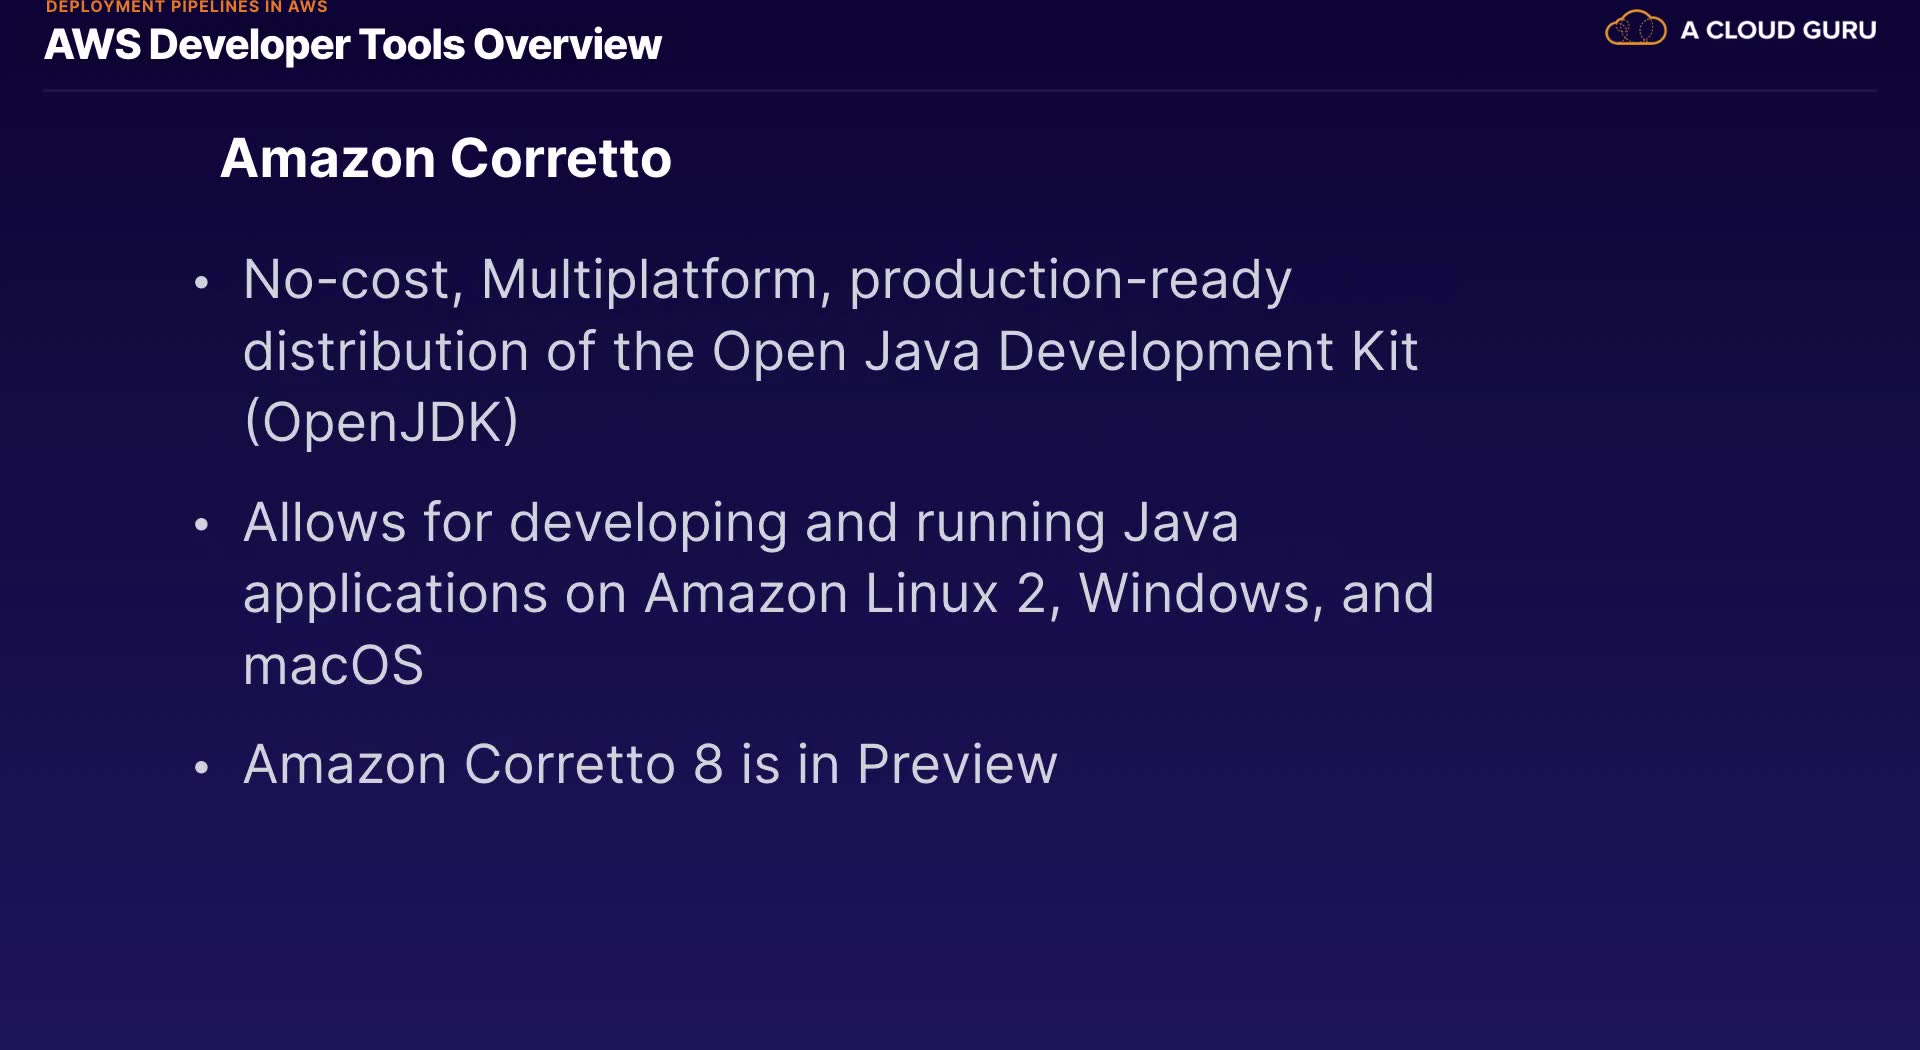 DEPLOYMENT PIPELINES IN AWS
AWS Developer Tools Overview
A CLOUD GURU
Amazon Corretto
• No-cost, Multiplatform, production-ready
distribution of the Open Java Development Kit
(OpenJDK)
• Allows for developing and running Java
applications on Amazon Linux 2, Windows, and
macOS
• Amazon Corretto 8 is in Preview